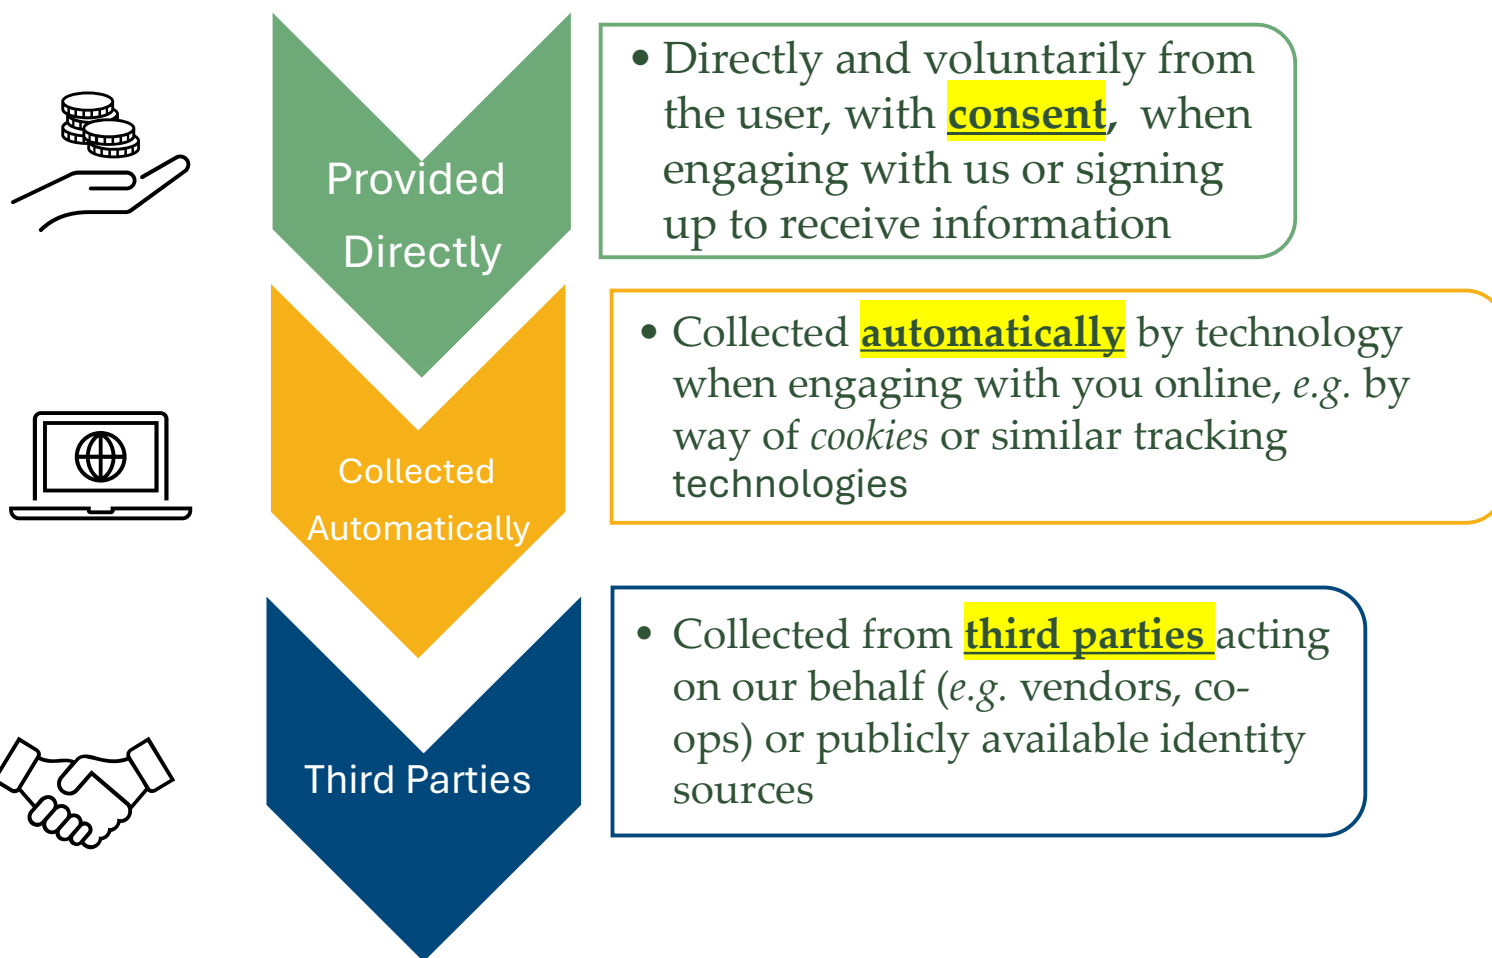 Provided
Directly
• Directly and voluntarily from
the user, with consent, when
engaging with us or signing
up to receive information
Collected
Automatically
• Collected automatically by technology
when engaging with you online, e.g. by
way of cookies or similar tracking
technologies
Third Parties
• Collected from third parties acting
on our behalf (e.g. vendors, co-
ops) or publicly available identity
sources